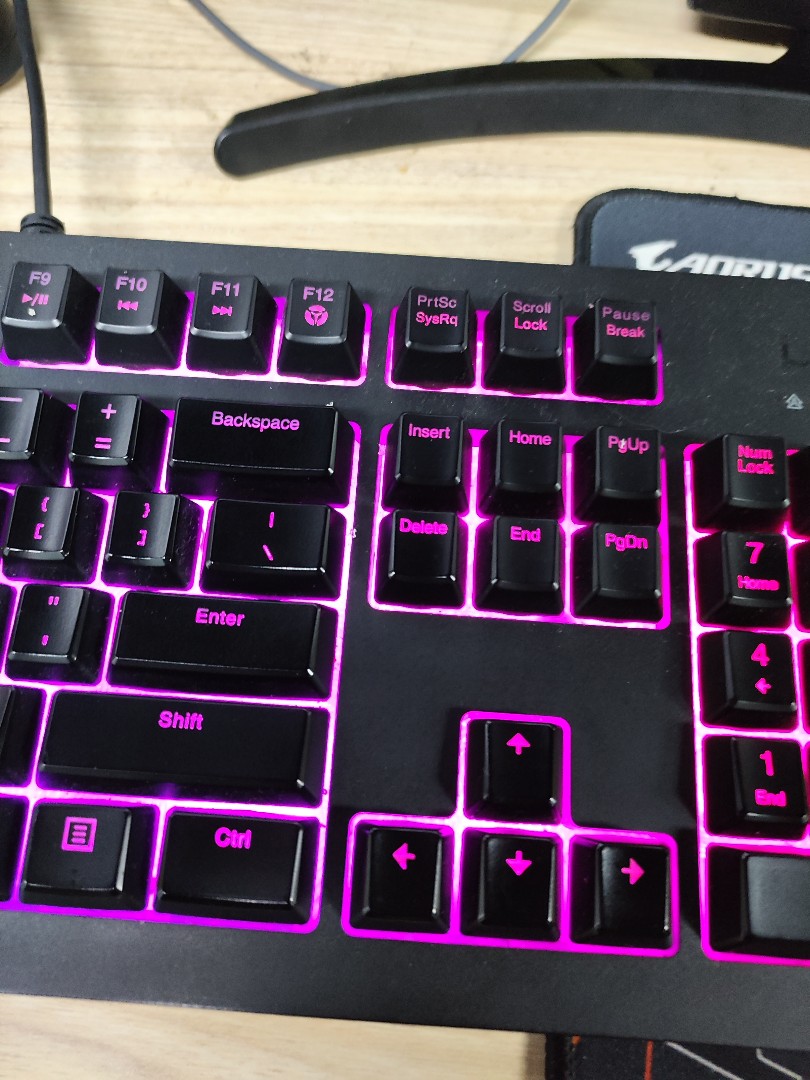 F9
F10
F11
F12
PrtSc
SysRq
Scroll
Lock
Pause
Break
AORUS
+
=
Backspace
Insert
Home
PgUp
Num
Lock
{
[
}
]
|
\
Delete
End
PgDn
7
Home
"
'
Enter
4
←
Shift
↑
1
End
Ctrl
←
↓
→